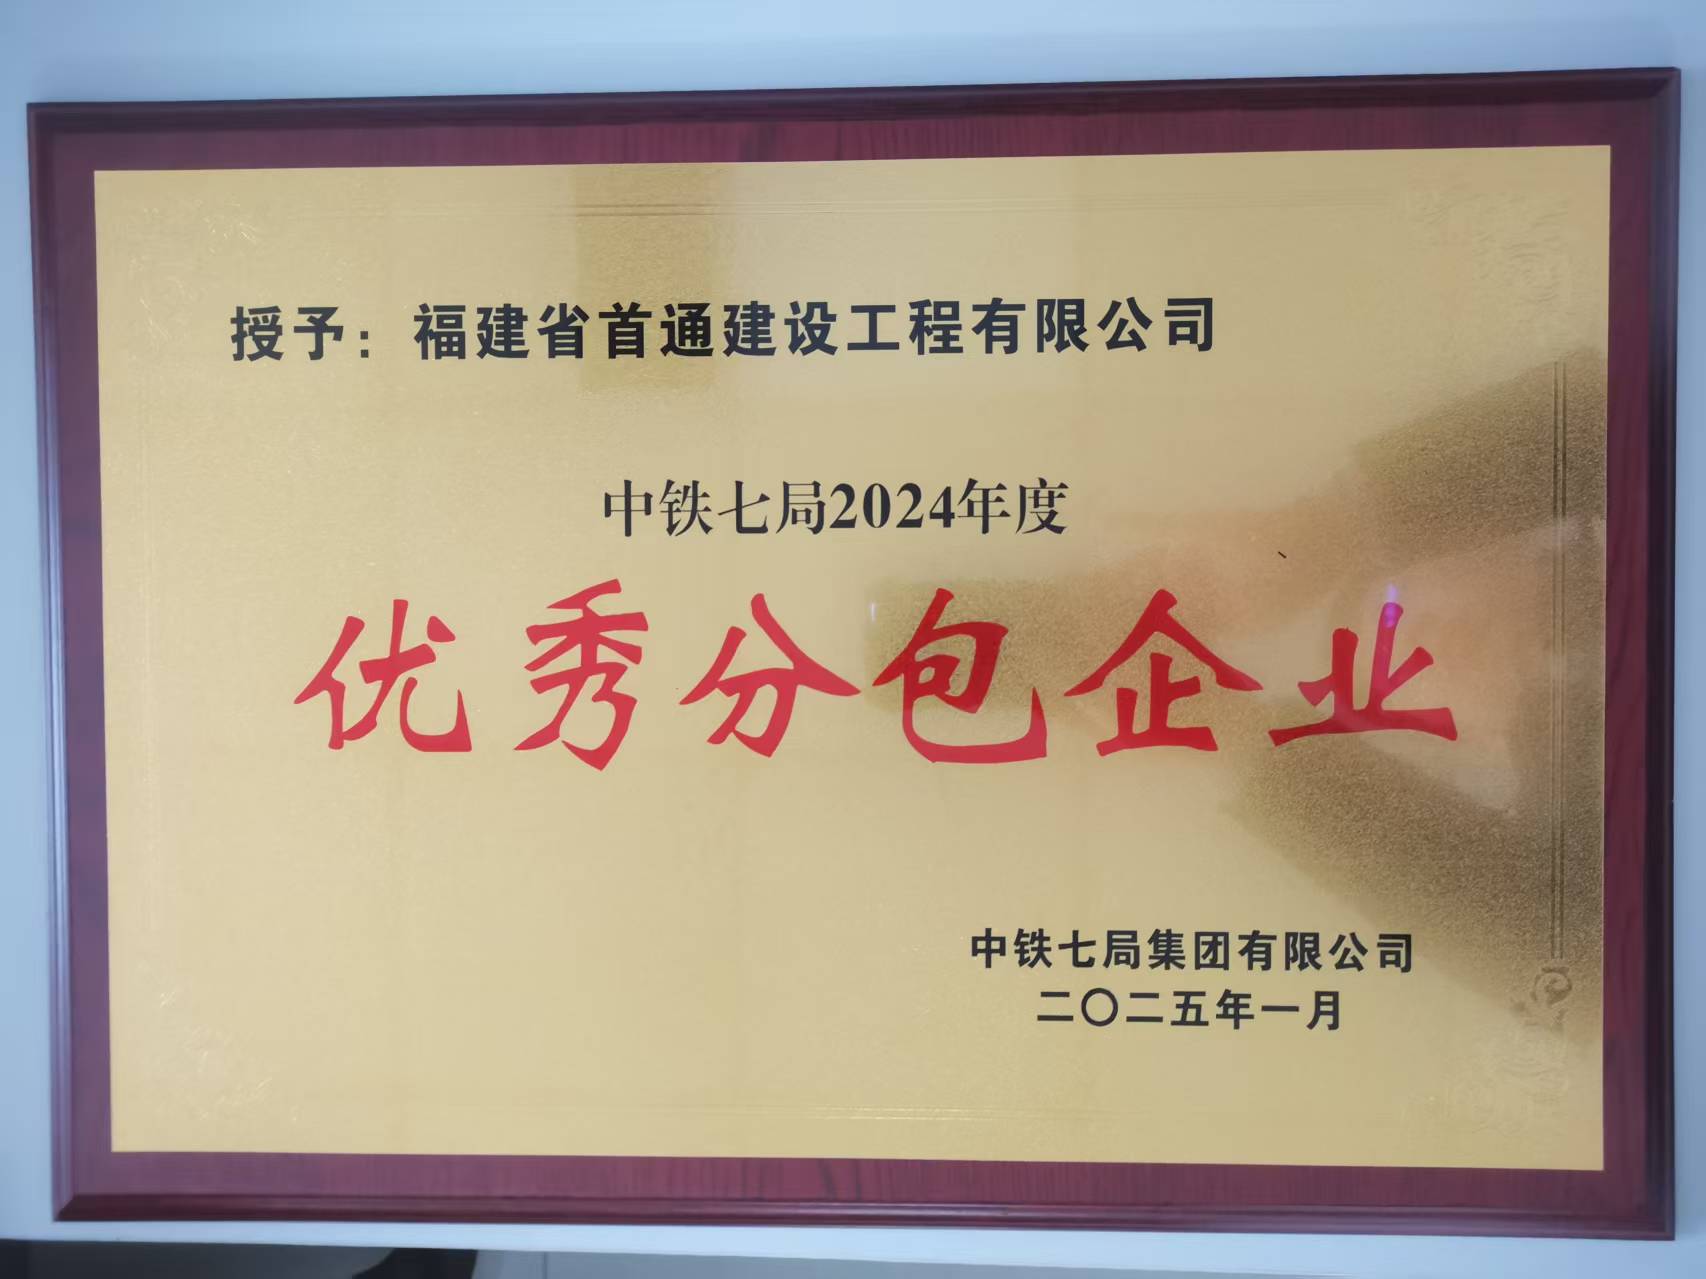 授予：福建省首通建设工程有限公司
中铁七局2024年度
优秀分包企业
中铁七局集团有限公司
二〇二五年一月